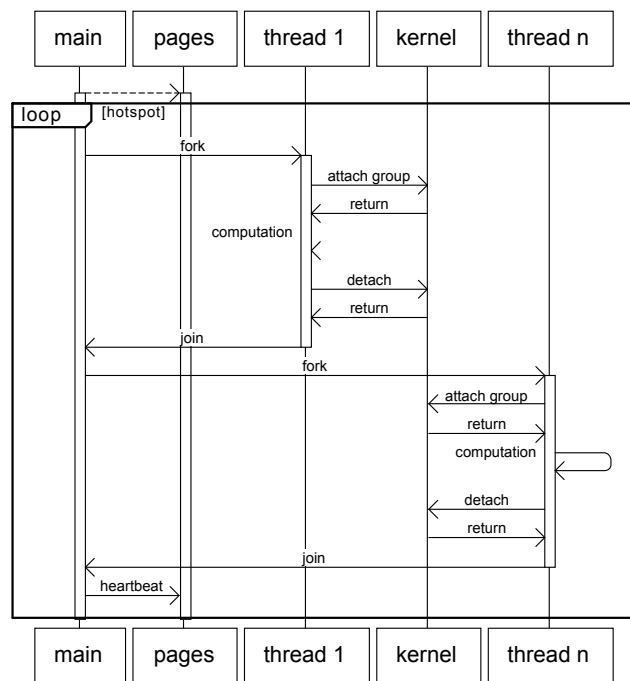 main pages thread 1 kernel thread n
loop [hotspot]
fork
attach group
return
computation
detach
return
join
fork
attach group
return
computation
detach
return
join
heartbeat
main pages thread 1 kernel thread n